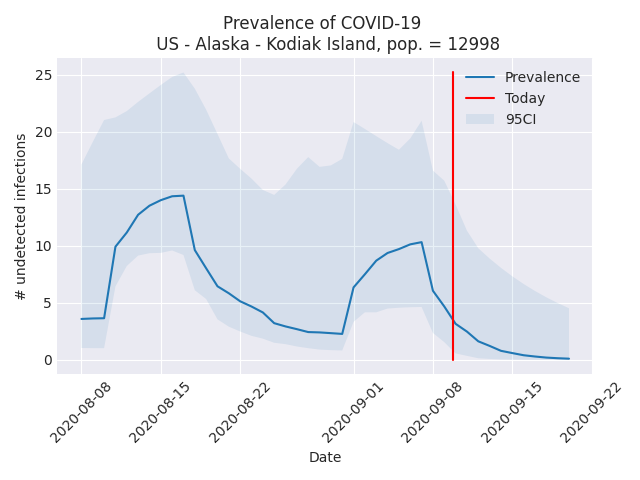 Prevalence of COVID-19
US - Alaska - Kodiak Island, pop. = 12998
25
20
15
10
5
0
# undetected infections
Prevalence
Today
95CI
2020-08-08
2020-08-15
2020-08-22
2020-09-01
2020-09-08
2020-09-15
2020-09-22
Date